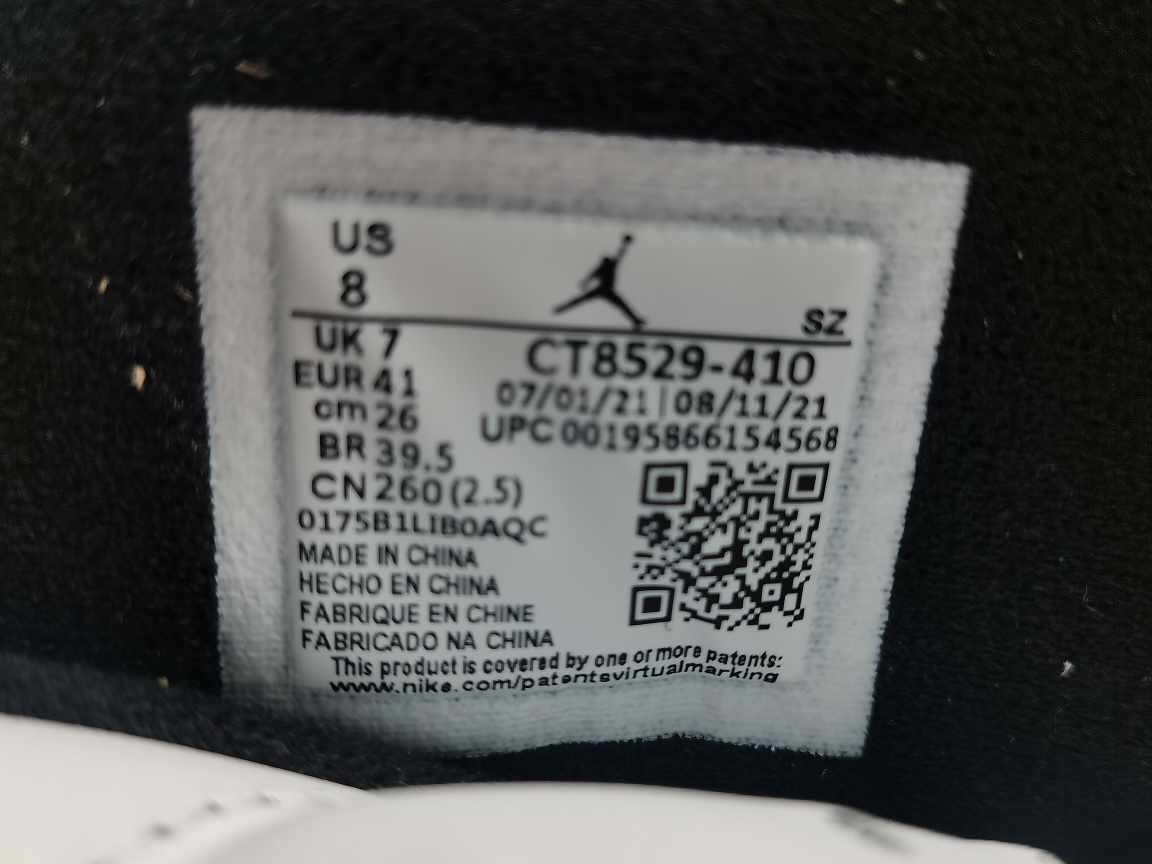 US
8
SZ
UK 7
CT8529-410
EUR 41
07/01/21 | 08/11/21
cm 26
UPC 00195866154568
BR 39.5
CN 260 (2.5)
0175B1LIB0AQC
MADE IN CHINA
HECHO EN CHINA
FABRIQUE EN CHINE
FABRICADO NA CHINA
This product is covered by one or more patents:
www.nike.com/patentsvirtualmarking